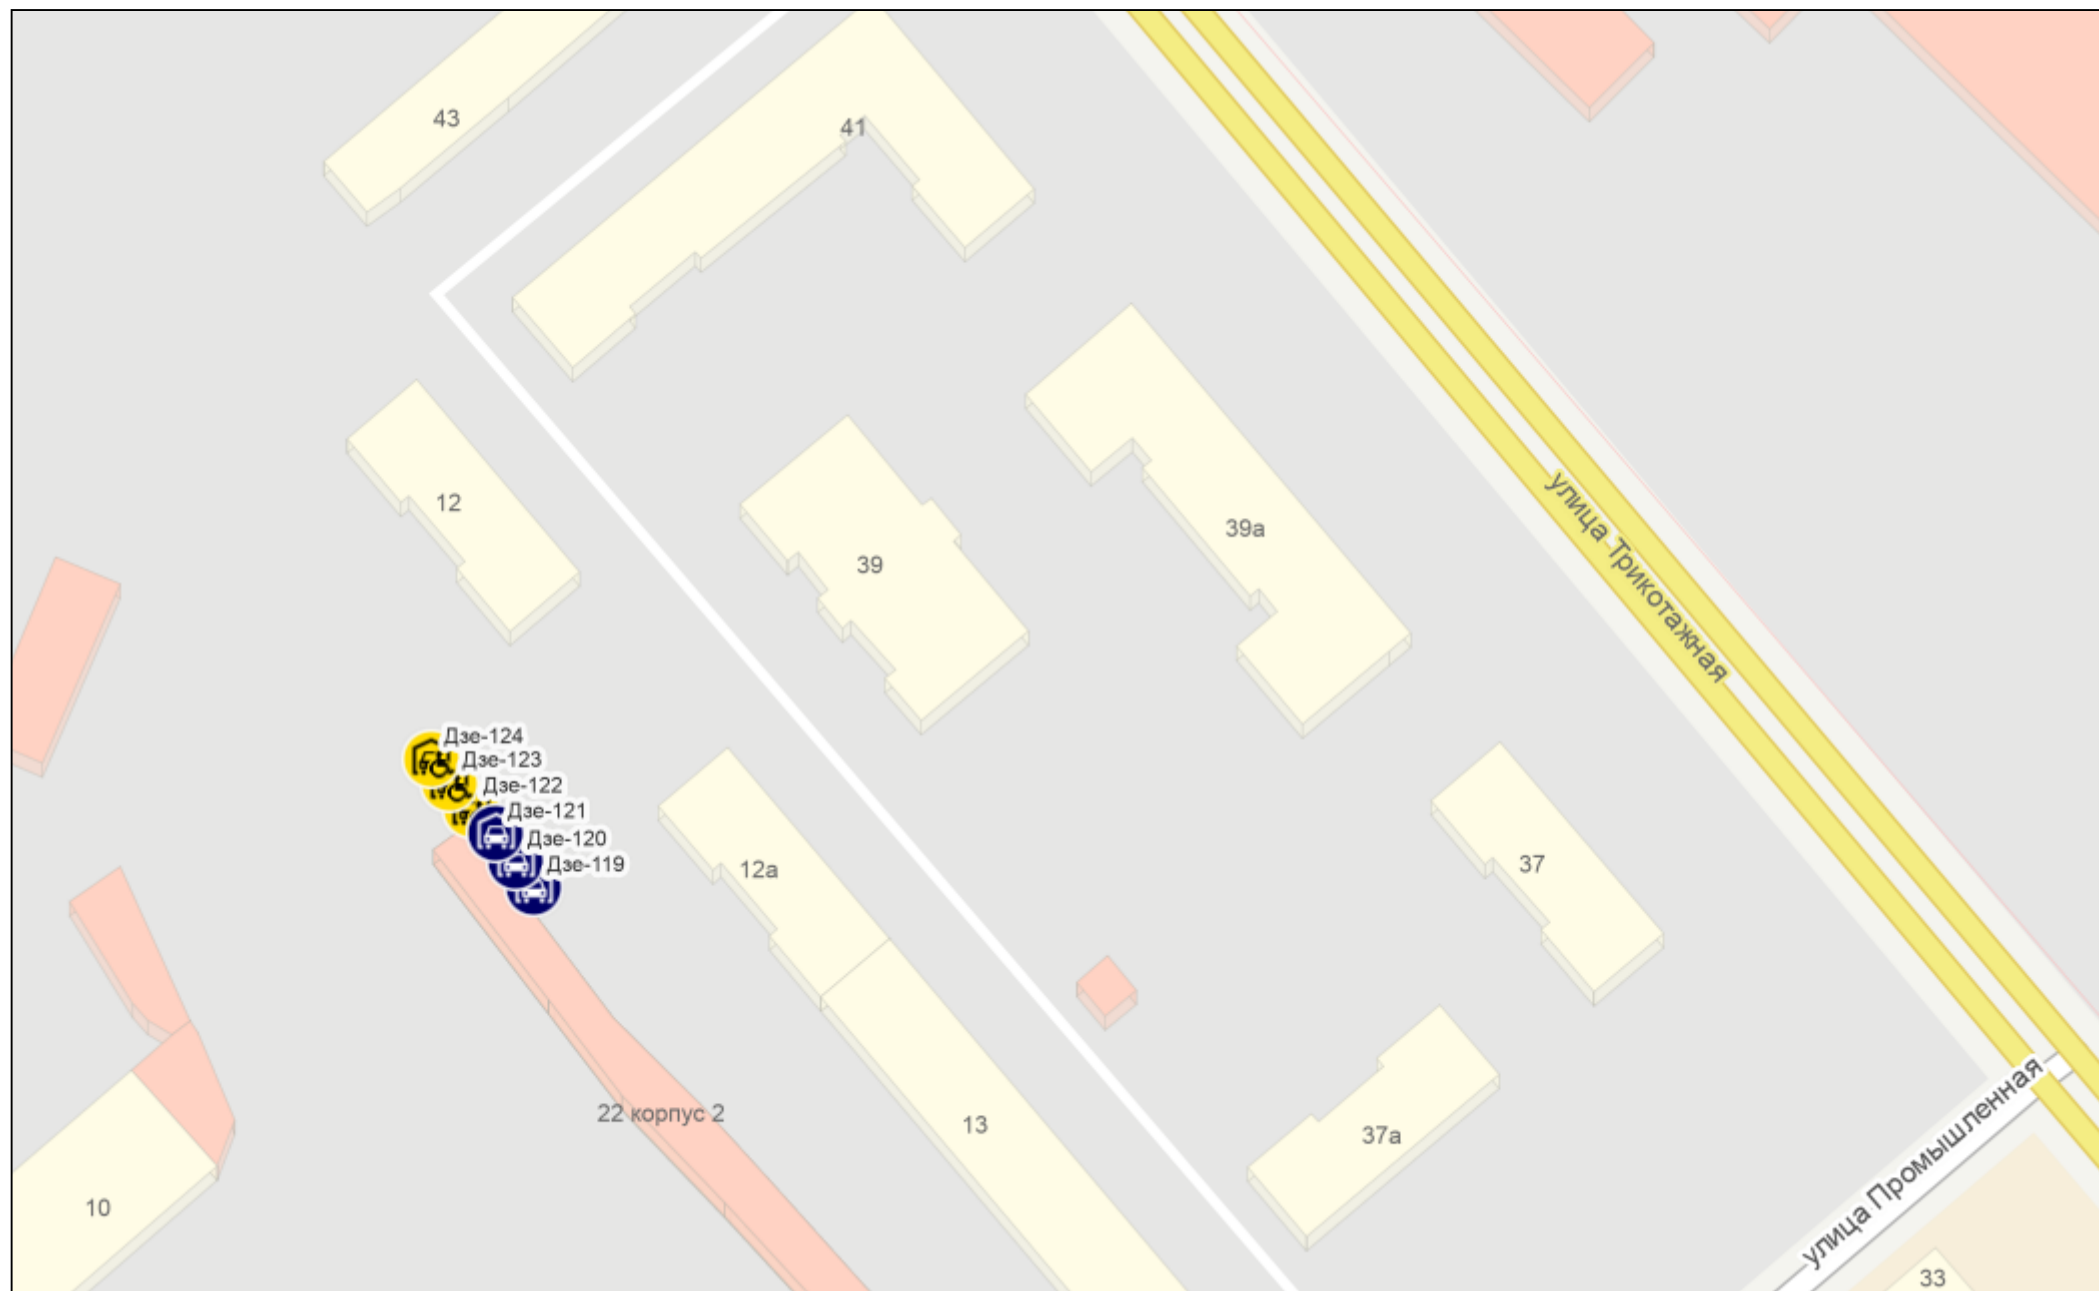 43
41
12
39
39а
улица Трикотажная
Дзе-124
Дзе-123
Дзе-122
Дзе-121
Дзе-120
Дзе-119
12а
37
22 корпус 2
13
37а
10
улица Промышленная
33